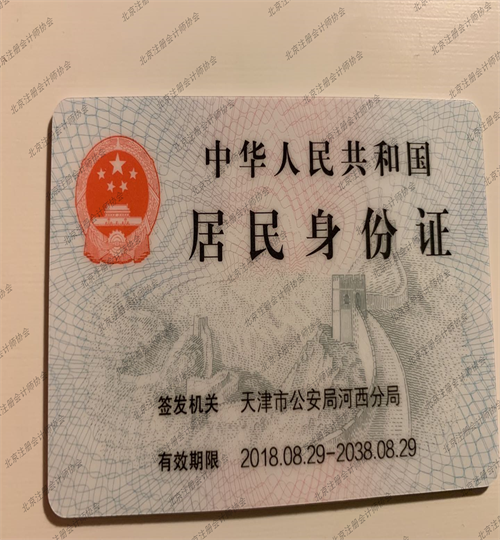 中华人民共和国
居民身份证
签发机关 天津市公安局河西分局
有效期限 2018.08.29-2038.08.29
北京注册会计师协会